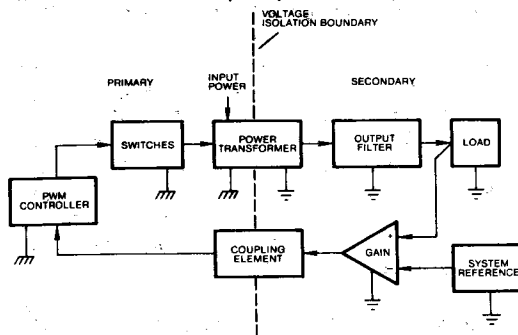 VOLTAGE
ISOLATION BOUNDARY
PRIMARY
INPUT
POWER
SECONDARY
SWITCHES
POWER
TRANSFORMER
OUTPUT
FILTER
LOAD
PWM
CONTROLLER
COUPLING
ELEMENT
+
GAIN
−
SYSTEM
REFERENCE